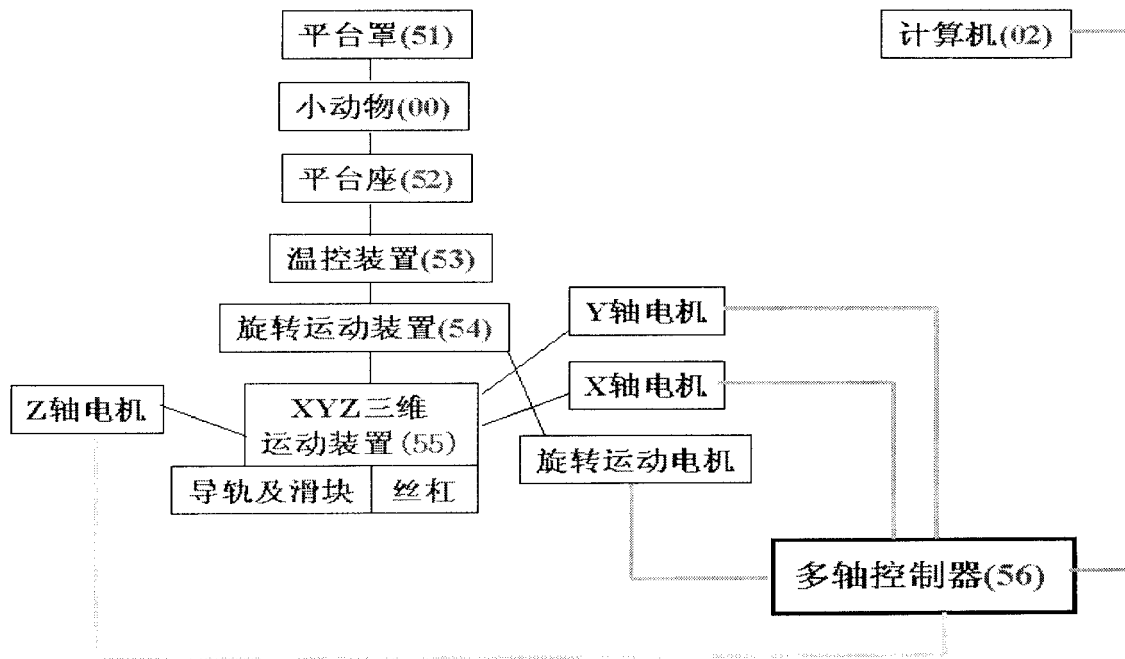 平台罩(51)
计算机(02)
小动物(00)
平台座(52)
温控装置(53)
旋转运动装置(54)
Y轴电机
X轴电机
Z轴电机
XYZ三维
运动装置(55)
旋转运动电机
导轨及滑块
丝杠
多轴控制器(56)